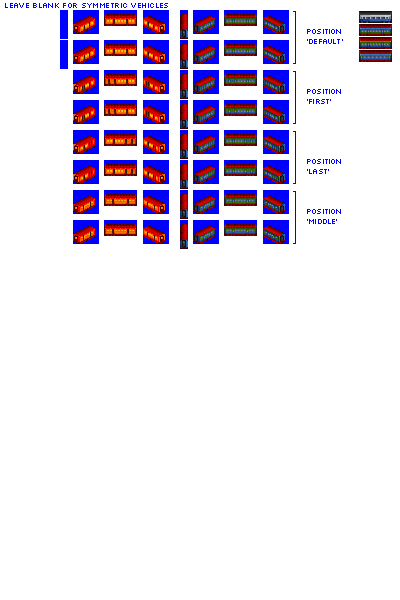 LEAVE BLANK FOR SYMMETRIC VEHICLES
POSITION
'DEFAULT'
POSITION
'FIRST'
POSITION
'LAST'
POSITION
'MIDDLE'